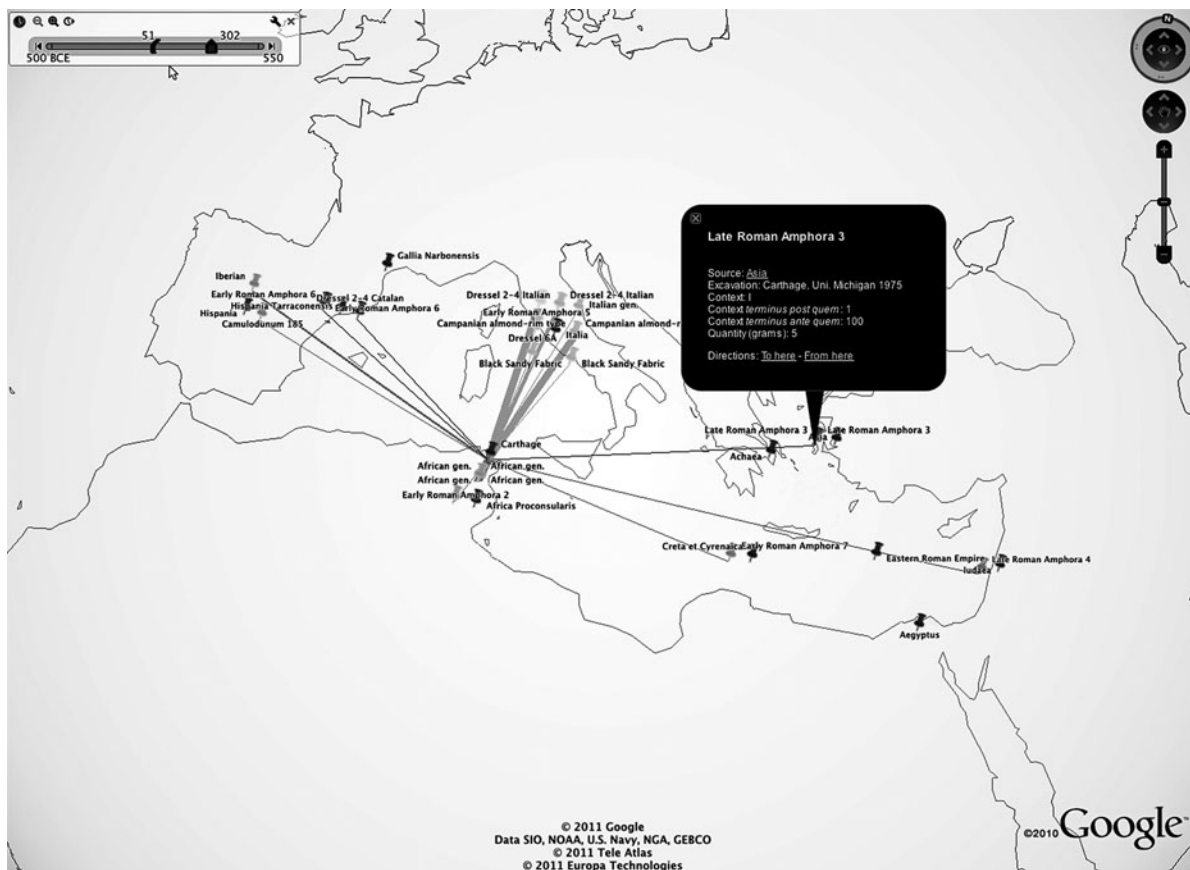 51 302
500 BCE 550
N
Late Roman Amphora 3
Source: Asia
Excavation: Carthage, Uni. Michigan 1975
Context: I
Context terminus post quem: 1
Context terminus ante quem: 100
Quantity (grams): 5
Directions: To here - From here
Gallia Narbonensis
Iberian
Early Roman Amphora 6
Dressel 2-4 Catalan
Hispania Tarraconensis
Early Roman Amphora 6
Hispania
Camulodunum 185
Dressel 2-4 Italian
Dressel 2-4 Italian
Italian gen.
Early Roman Amphora 5
Campanian almond-rim type
Campanian almond-r
Dressel 6A
Italia
Black Sandy Fabric
Black Sandy Fabric
Late Roman Amphora 3
Asia
Late Roman Amphora 3
Achaea
Carthage
African gen.
African gen.
African gen.
African gen.
Early Roman Amphora 2
Africa Proconsularis
Creta et Cyrenaica
Early Roman Amphora 7
Eastern Roman Empire
Late Roman Amphora 4
Iudaea
Aegyptus
© 2011 Google
Data SIO, NOAA, U.S. Navy, NGA, GEBCO
© 2011 Tele Atlas
© 2011 Europa Technologies
©2010 Google